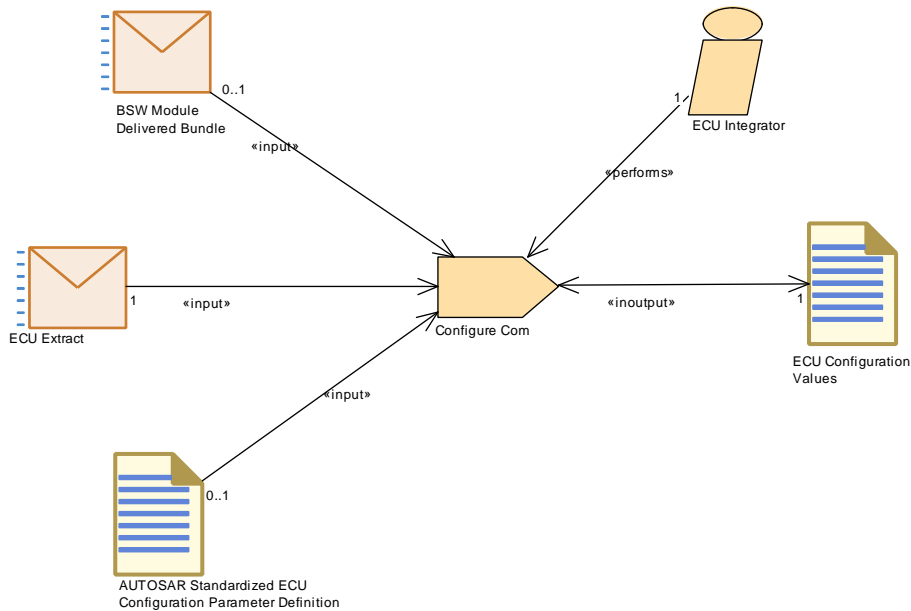 0..1
BSW Module
Delivered Bundle
«input»
1
ECU Integrator
«performs»
1
«input»
ECU Extract
Configure Com
«inoutput»
1
ECU Configuration
Values
«input»
0..1
AUTOSAR Standardized ECU
Configuration Parameter Definition